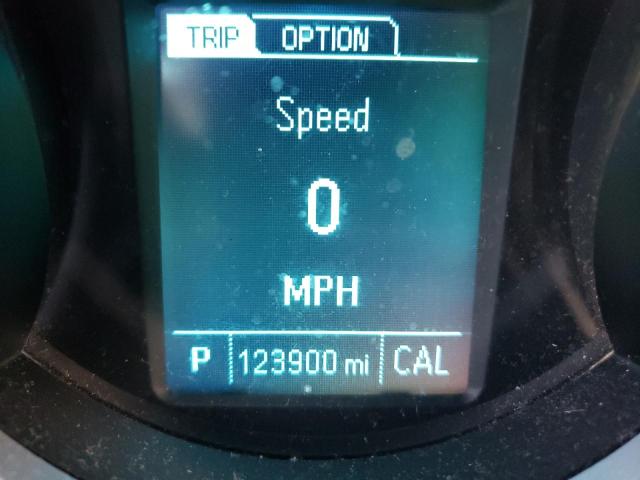 TRIP OPTION
Speed
0
MPH
P 123900 mi CAL